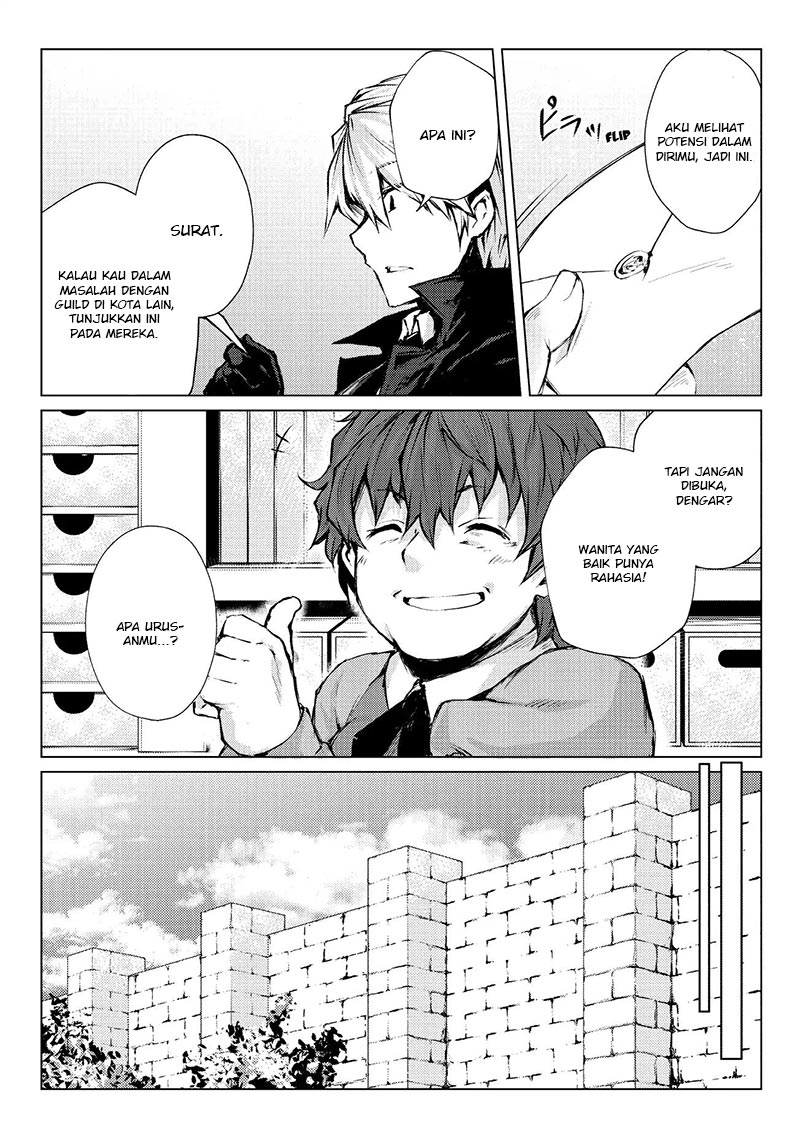 AKU MELIHAT
POTENSI DALAM
DIRIMU, JADI INI.
ピラッ
FLIP
APA INI?
SURAT.
KALAU KAU DALAM
MASALAH DENGAN
GUILD DI KOTA LAIN,
TUNJUKKAN INI
PADA MEREKA.
TAPI JANGAN
DIBUKA,
DENGAR?
WANITA YANG
BAIK PUNYA
RAHASIA!
APA URUS-
ANMU...?